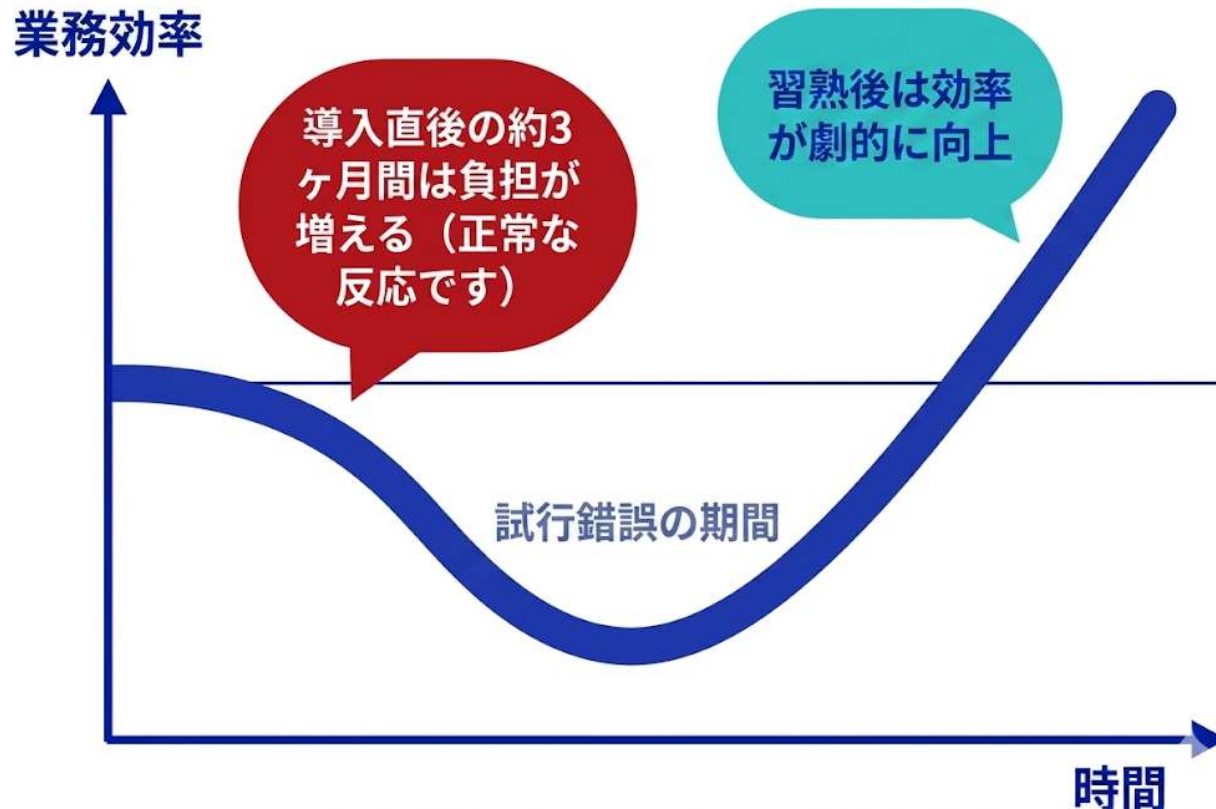 業務効率
導入直後の約3
ヶ月間は負担が
増える（正常な
反応です）
習熟後は効率
が劇的に向上
試行錯誤の期間
時間